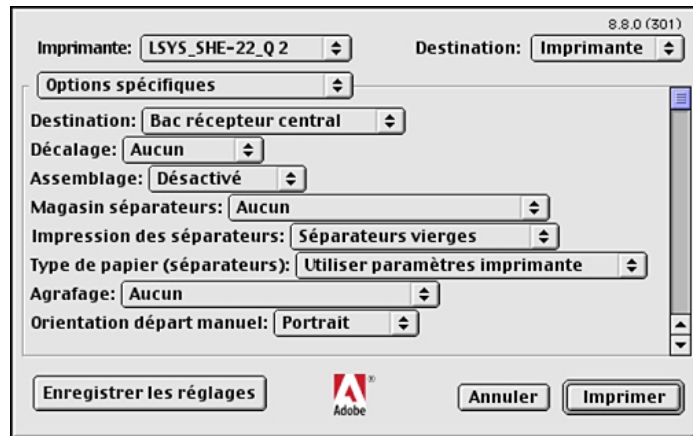 8.8.0 (301)
Imprimante: LSYS_SHE-22_Q 2 Destination: Imprimante
Options spécifiques
Destination: Bac récepteur central
Décalage: Aucun
Assemblage: Désactivé
Magasin séparateurs: Aucun
Impression des séparateurs: Séparateurs vierges
Type de papier (séparateurs): Utiliser paramètres imprimante
Agrafage: Aucun
Orientation départ manuel: Portrait
Enregistrer les réglages Adobe® Annuler Imprimer